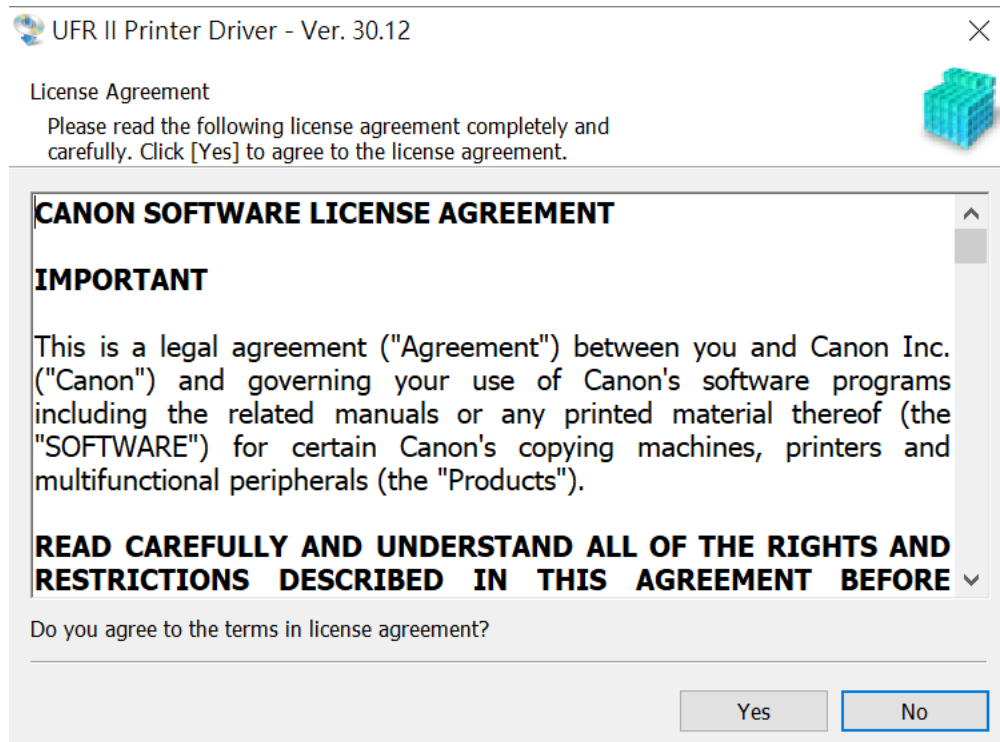 UFR II Printer Driver - Ver. 30.12
License Agreement
Please read the following license agreement completely and
carefully. Click [Yes] to agree to the license agreement.
CANON SOFTWARE LICENSE AGREEMENT
IMPORTANT
This is a legal agreement ("Agreement") between you and Canon Inc.
("Canon") and governing your use of Canon's software programs
including the related manuals or any printed material thereof (the
"SOFTWARE") for certain Canon's copying machines, printers and
multifunctional peripherals (the "Products").
READ CAREFULLY AND UNDERSTAND ALL OF THE RIGHTS AND
RESTRICTIONS DESCRIBED IN THIS AGREEMENT BEFORE
Do you agree to the terms in license agreement?
Yes
No